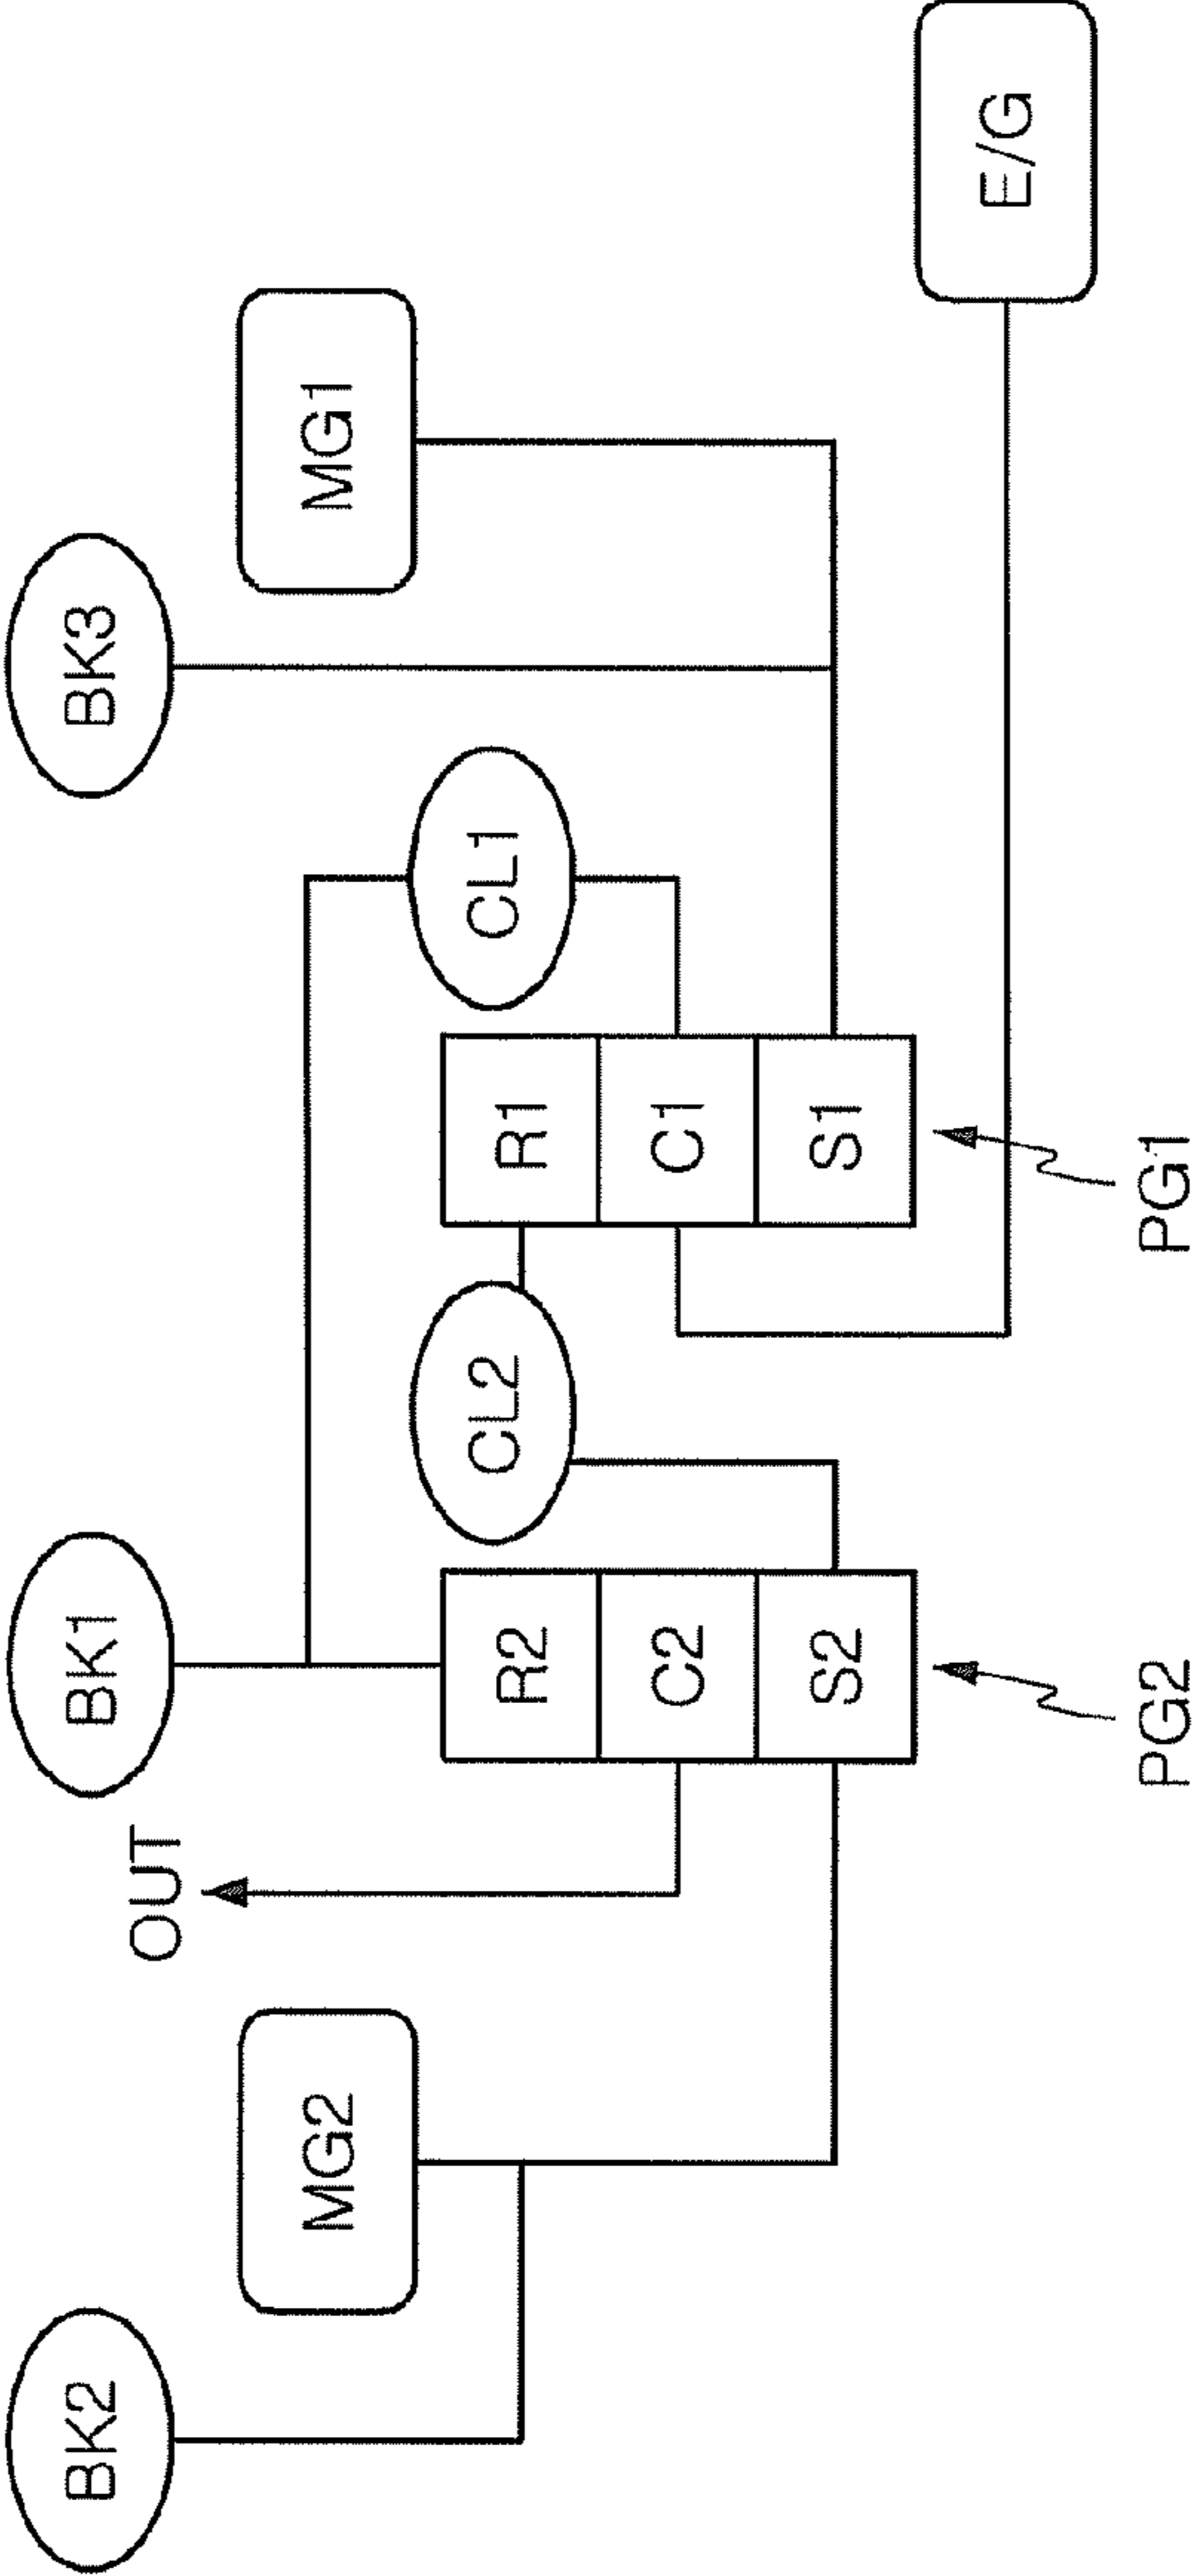 BK2
BK1
BK3
OUT
MG2
MG1
CL2
CL1
R2
R1
C2
C1
S2
S1
E/G
PG2
PG1